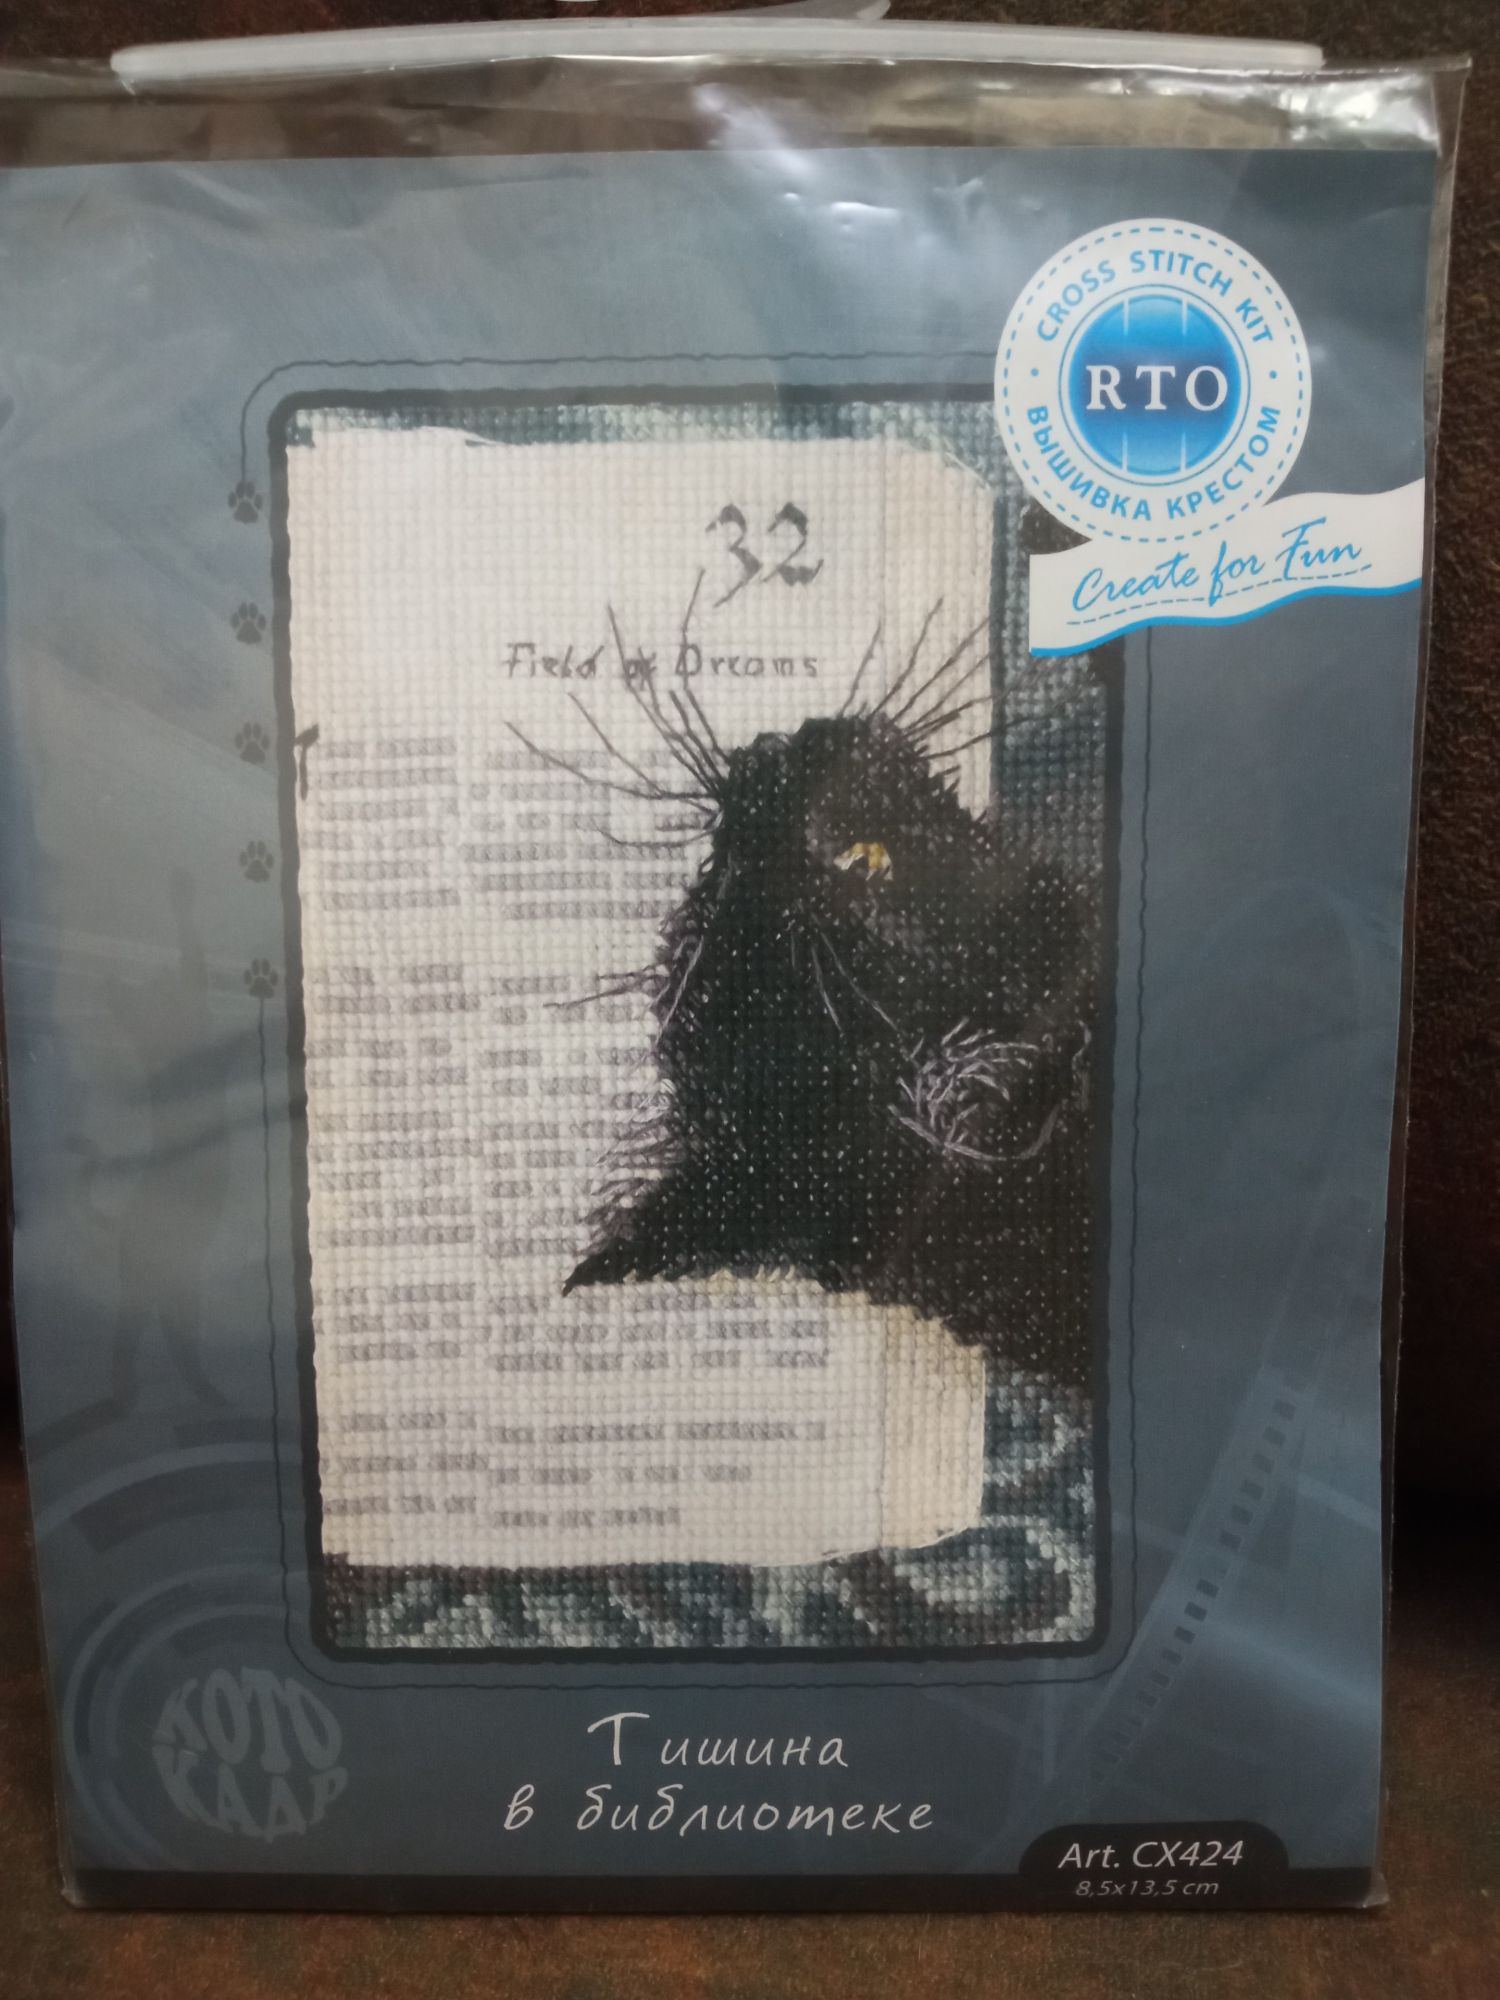 CROSS STITCH KIT
RTO
ВЫШИВКА КРЕСТОМ
Create for Fun
32
Field of Dreams
КОТО
КАДР
Тишина
в библиотеке
Art. CX424
8,5x13,5 cm